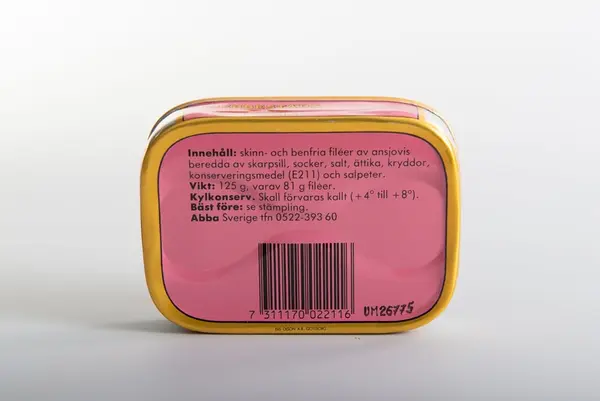 Innehåll: skinn- och benfria filéer av ansjovis
beredda av skarpsill, socker, salt, ättika, kryddor,
konserveringsmedel (E211) och salpeter.
Vikt: 125 g, varav 81 g filéer.
Kylkonserv. Skall förvaras kallt (+4° till +8°).
Bäst före: se stämpling.
Abba Sverige tfn 0522-393 60
7 311170 022116
UM26775